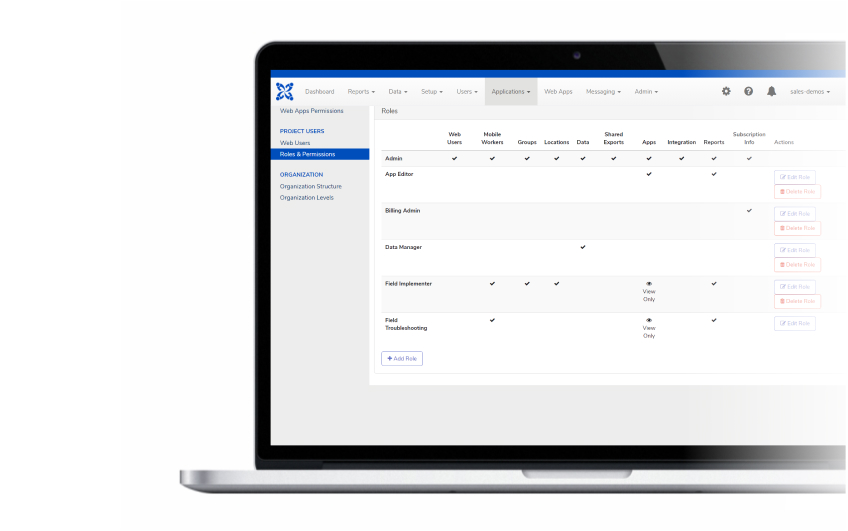 Dashboard Reports Data Setup Users Applications Web Apps Messaging Admin sales-demos
Web Apps Permissions
PROJECT USERS
Web Users
Roles & Permissions
ORGANIZATION
Organization Structure
Organization Levels
Roles
Web Users Mobile Workers Groups Locations Data Shared Exports Apps Integration Reports Subscription Info Actions
Admin
App Editor Edit Role
Delete Role
Billing Admin Edit Role
Delete Role
Data Manager Edit Role
Delete Role
Field Implementer View Only Edit Role
Delete Role
Field Troubleshooting View Only Edit Role
+ Add Role